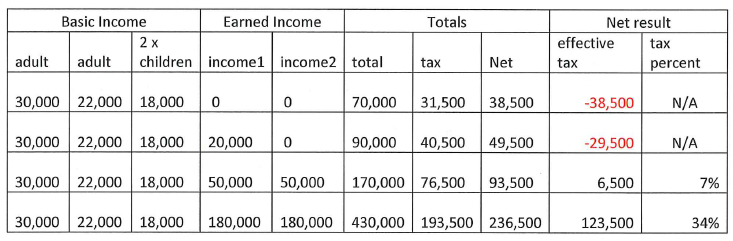 Basic Income Earned Income Totals Net result
adult adult 2 x children income1 income2 total tax Net effective tax tax percent
30,000 22,000 18,000 0 0 70,000 31,500 38,500 -38,500 N/A
30,000 22,000 18,000 20,000 0 90,000 40,500 49,500 -29,500 N/A
30,000 22,000 18,000 50,000 50,000 170,000 76,500 93,500 6,500 7%
30,000 22,000 18,000 180,000 180,000 430,000 193,500 236,500 123,500 34%